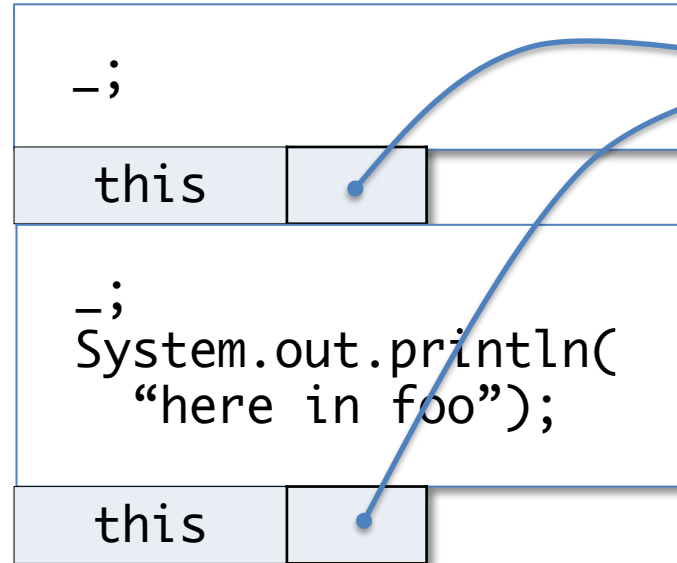 _;
this
_;
System.out.println(
“here in foo”);
this